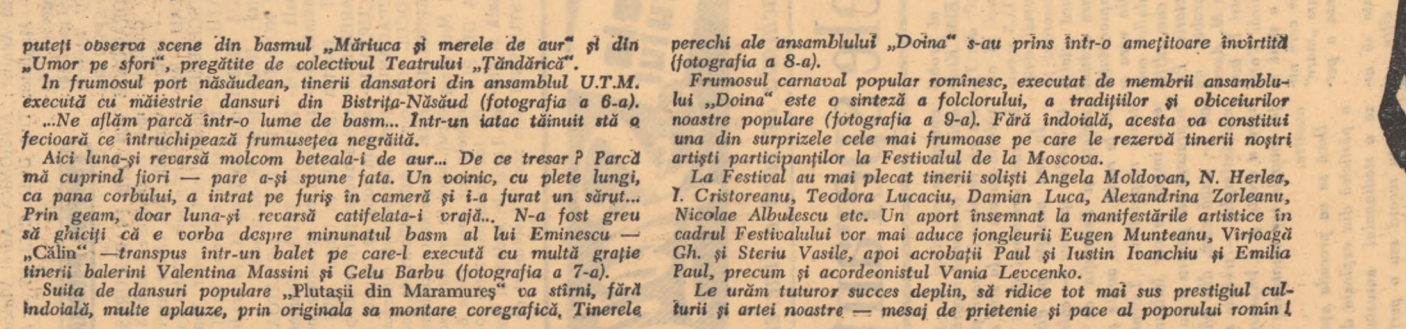 puteți observa scene din basmul „Măriuca și merele de aur" și din
„Umor pe sfori", pregătite de colectivul Teatrului „Țăndărică".
In frumosul port năsăudean, tinerii dansatori din ansamblul U.T.M.
execută cu măiestrie dansuri din Bistrița-Năsăud (fotografia a 6-a).
...Ne aflăm parcă într-o lume de basm... Intr-un iatac tăinuit stă o
fecioară ce întruchipează frumusețea negrăită.
Aici luna-și revarsă molcom beteala-i de aur... De ce tresar? Parcă
mă cuprind fiori — pare a-și spune fata. Un voinic, cu plete lungi,
ca pana corbului, a intrat pe furiș în cameră și i-a furat un sărut...
Prin geam, doar luna-și revarsă catifelata-i vrajă... N-a fost greu
să ghiciți că e vorba despre minunatul basm al lui Eminescu —
„Călin" —transpus într-un balet pe care-l execută cu multă grație
tinerii balerini Valentina Massini și Gelu Barbu (fotografia a 7-a).
Suita de dansuri populare „Plutașii din Maramureș" va stîrni, fără
îndoială, multe aplauze, prin originala sa montare coregrafică, Tinerele
perechi ale ansamblului „Doina" s-au prins într-o amețitoare învîrtită
(fotografia a 8-a).
Frumosul carnaval popular romînesc, executat de membrii ansamblu-
lui „Doina" este o sinteză a folclorului, a tradițiilor și obiceiurilor
noastre populare (fotografia a 9-a). Fără îndoială, acesta va constitui
una din surprizele cele mai frumoase pe care le rezervă tinerii noștri
artiști participanților la Festivalul de la Moscova.
La Festival au mai plecat tinerii soliști Angela Moldovan, N. Herlea,
I. Cristoreanu, Teodora Lucaciu, Damian Luca, Alexandrina Zorleanu,
Nicolae Albulescu etc. Un aport însemnat la manifestările artistice în
cadrul Festivalului vor mai aduce jongleurii Eugen Munteanu, Virjoagă
Gh. și Steriu Vasile, apoi acrobații Paul și Iustin Ivanchiu și Emilia
Paul, precum și acordeonistul Vania Levcenko.
Le urăm tuturor succes deplin, să ridice tot mai sus prestigiul cul-
turii și artei noastre — mesaj de prietenie și pace al poporului romîn!